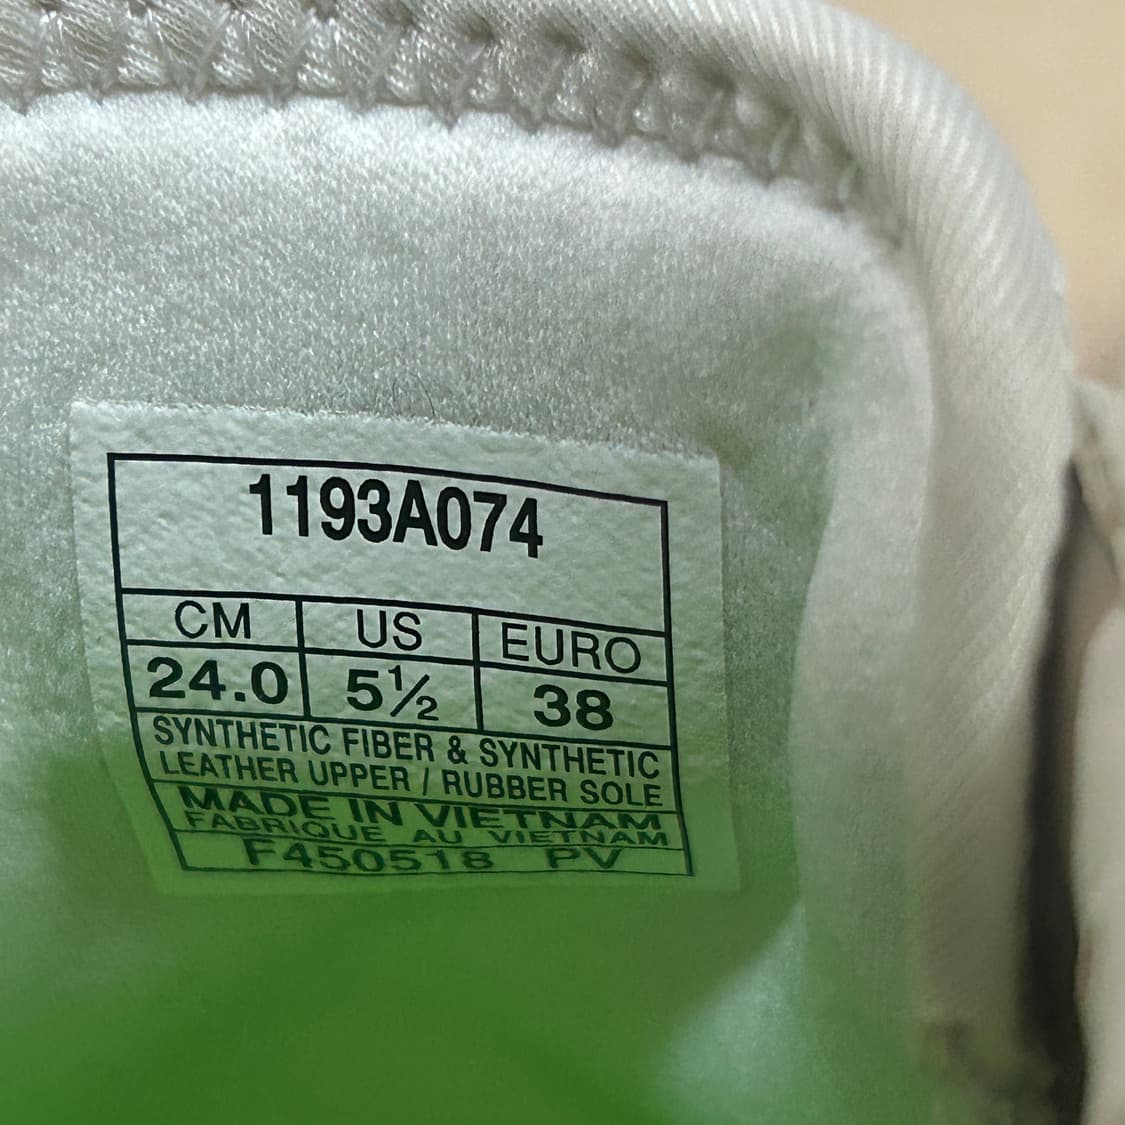 1193A074
CM US EURO
24.0 5½ 38
SYNTHETIC FIBER & SYNTHETIC
LEATHER UPPER / RUBBER SOLE
MADE IN VIETNAM
FABRIQUE AU VIETNAM
F450518 PV